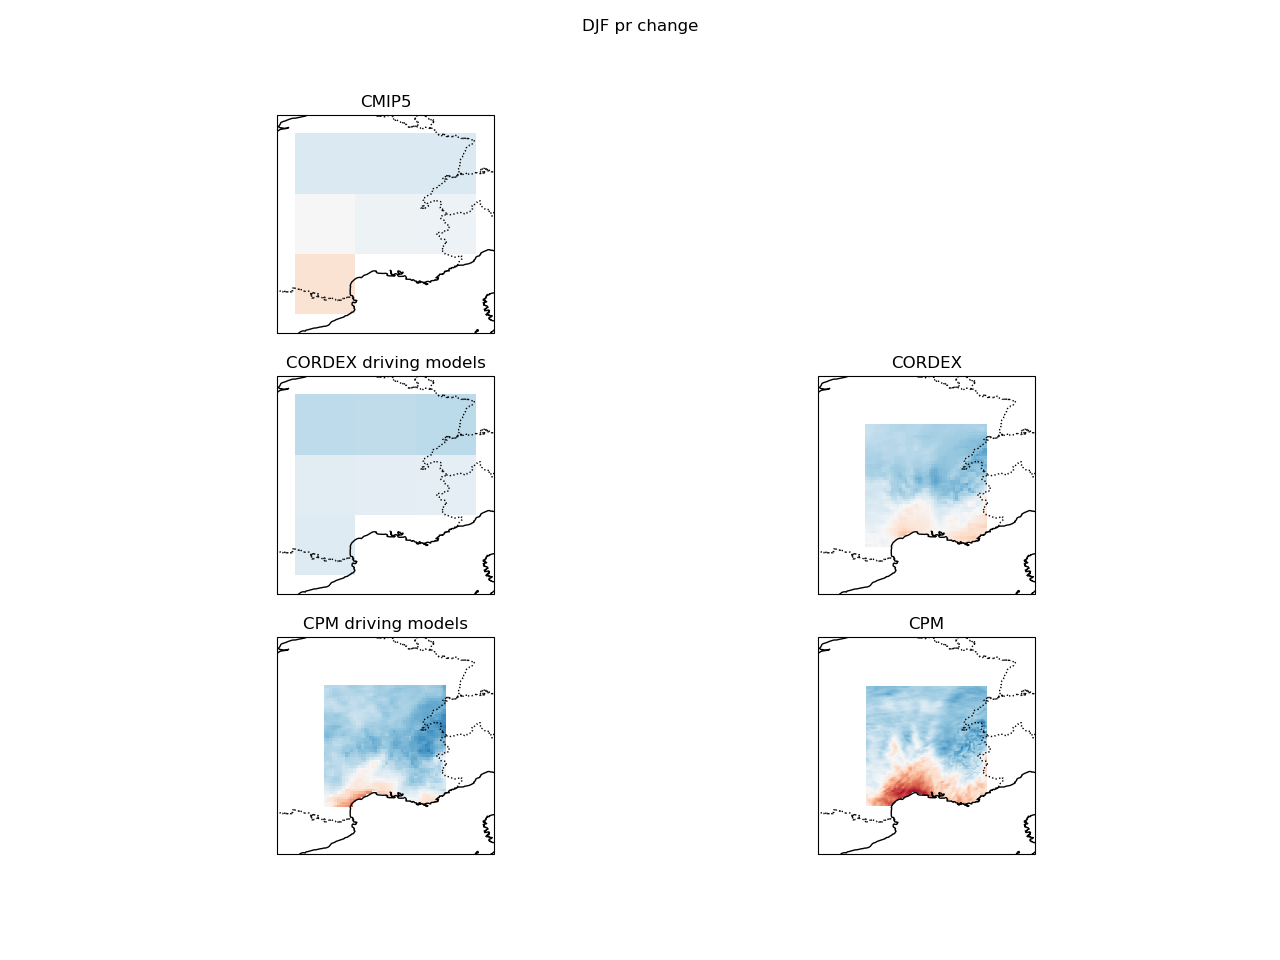 DJF pr change
CMIP5
CORDEX driving models
CORDEX
CPM driving models
CPM